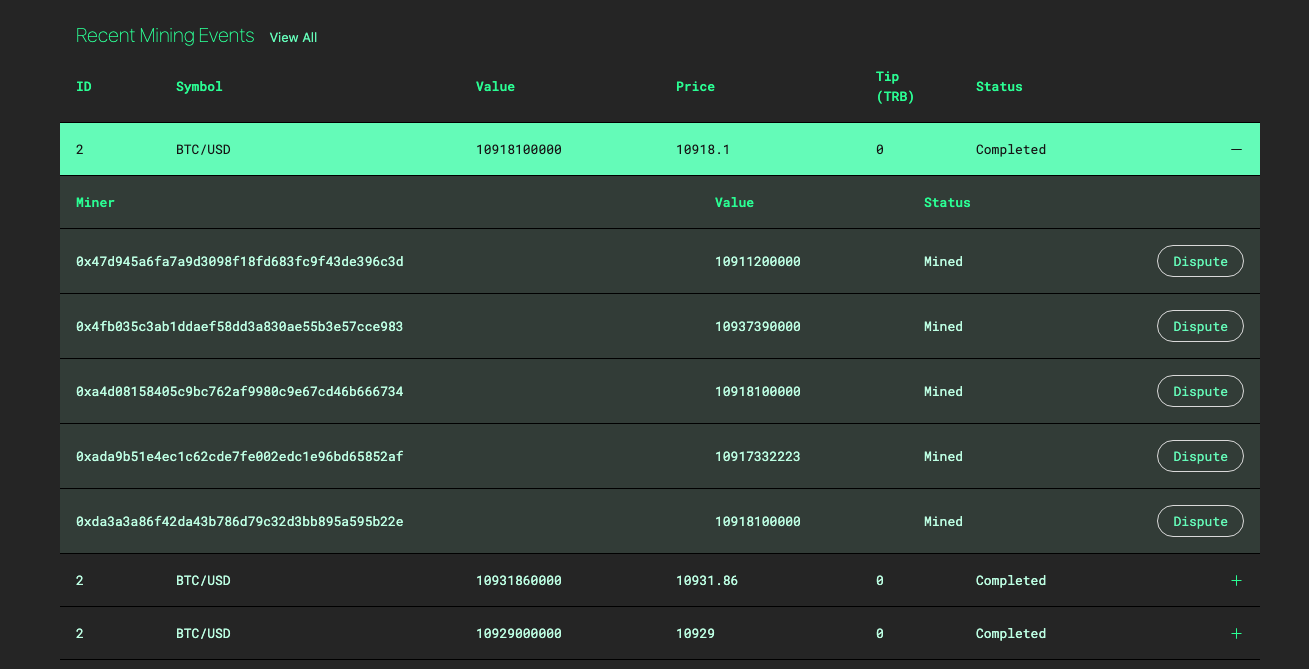 Recent Mining Events View All
ID Symbol Value Price Tip (TRB) Status
2 BTC/USD 10918100000 10918.1 0 Completed —
Miner Value Status
0x47d945a6fa7a9d3098f18fd683fc9f43de396c3d 10911200000 Mined Dispute
0x4fb035c3ab1ddaef58dd3a830ae55b3e57cce983 10937390000 Mined Dispute
0xa4d08158405c9bc762af9980c9e67cd46b666734 10918100000 Mined Dispute
0xada9b51e4ec1c62cde7fe002edc1e96bd65852af 10917332223 Mined Dispute
0xda3a3a86f42da43b786d79c32d3bb895a595b22e 10918100000 Mined Dispute
2 BTC/USD 10931860000 10931.86 0 Completed +
2 BTC/USD 10929000000 10929 0 Completed +